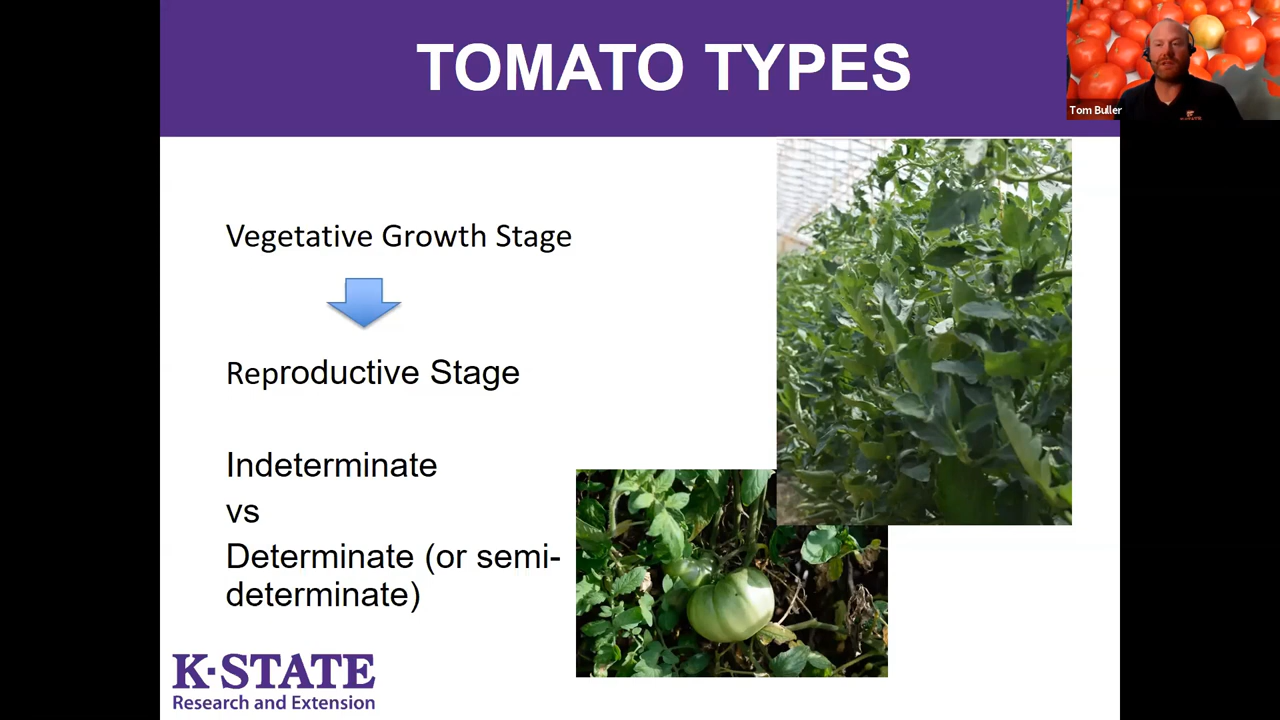 TOMATO TYPES
Tom Buller
Vegetative Growth Stage
Reproductive Stage
Indeterminate
vs
Determinate (or semi-
determinate)
K·STATE
Research and Extension